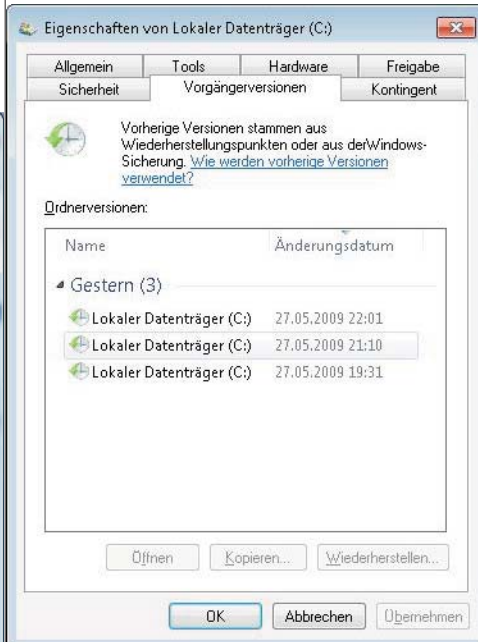 Eigenschaften von Lokaler Datenträger (C:)
Allgemein Tools Hardware Freigabe
Sicherheit Vorgängerversionen Kontingent
Vorherige Versionen stammen aus
Wiederherstellungspunkten oder aus derWindows-
Sicherung. Wie werden vorherige Versionen
verwendet?
Ordnerversionen:
Name Änderungsdatum
Gestern (3)
Lokaler Datenträger (C:) 27.05.2009 22:01
Lokaler Datenträger (C:) 27.05.2009 21:10
Lokaler Datenträger (C:) 27.05.2009 19:31
Öffnen Kopieren... Wiederherstellen...
OK Abbrechen Übernehmen